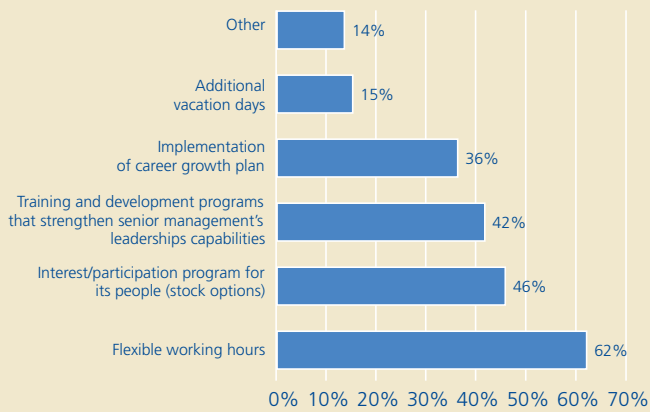 Other
14%
Additional
vacation days
15%
Implementation
of career growth plan
36%
Training and development programs
that strengthen senior management's
leaderships capabilities
42%
Interest/participation program for
its people (stock options)
46%
Flexible working hours
62%
0% 10% 20% 30% 40% 50% 60% 70%